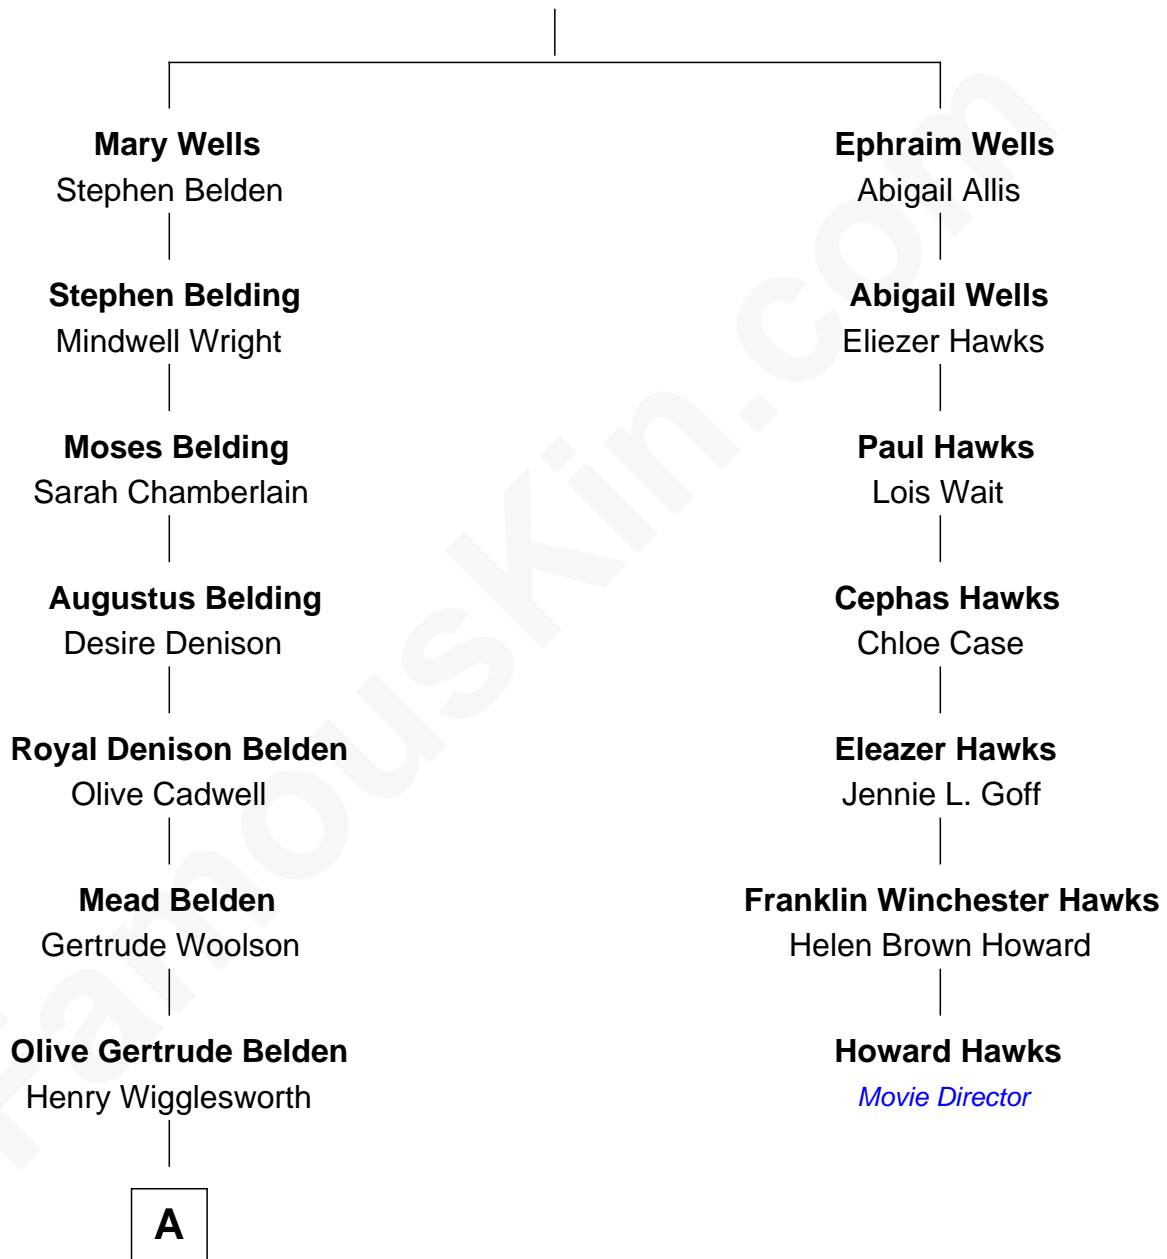 Mary Wells
Stephen Belden
Stephen Belding
Mindwell Wright
Moses Belding
Sarah Chamberlain
Augustus Belding
Desire Denison
Royal Denison Belden
Olive Cadwell
Mead Belden
Gertrude Woolson
Olive Gertrude Belden
Henry Wigglesworth
A
Ephraim Wells
Abigail Allis
Abigail Wells
Eliezer Hawks
Paul Hawks
Lois Wait
Cephas Hawks
Chloe Case
Eleazer Hawks
Jennie L. Goff
Franklin Winchester Hawks
Helen Brown Howard
Howard Hawks
Movie Director
FamousKin.com